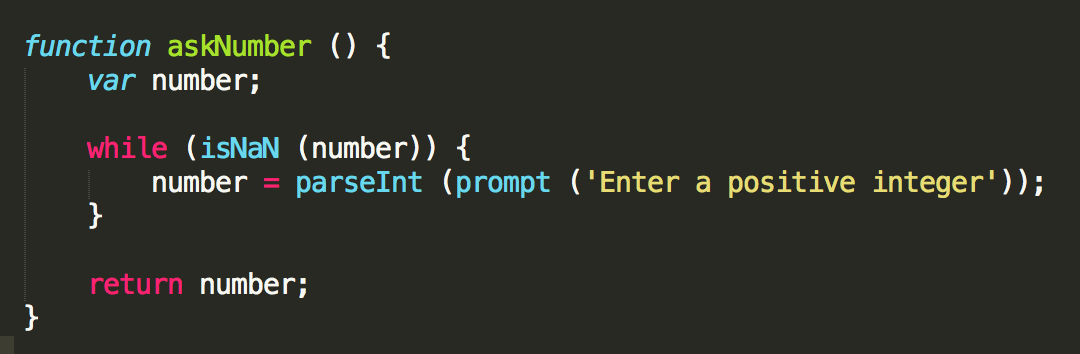 function askNumber () {
    var number;
    while (isNaN (number)) {
        number = parseInt (prompt ('Enter a positive integer'));
    }
    return number;
}